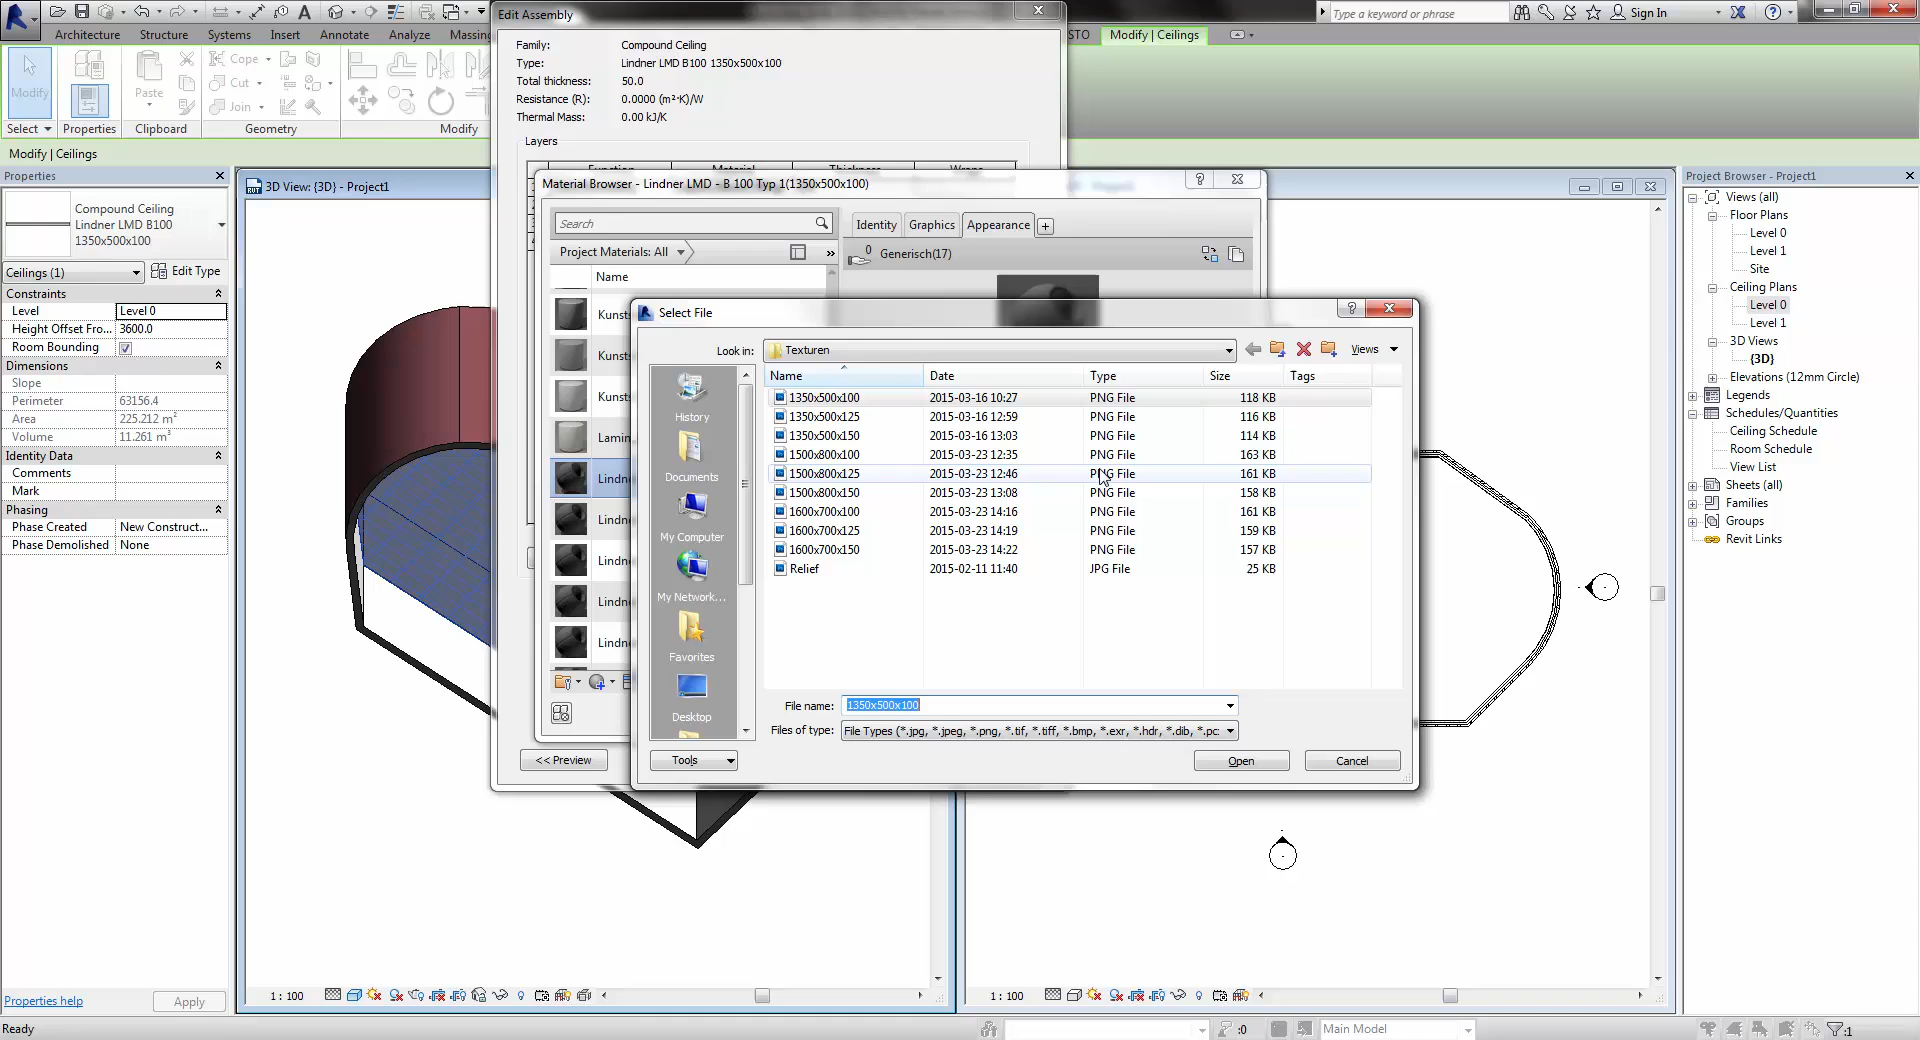 Edit Assembly
Type a keyword or phrase
Sign In
Architecture Structure Systems Insert Annotate Analyze Massing
Modify | Ceilings
Family: Compound Ceiling
Type: Lindner LMD B100 1350x500x100
Total thickness: 50.0
Resistance (R): 0.0000 (m²·K)/W
Thermal Mass: 0.00 kJ/K
Layers
Modify
Paste
Cope
Cut
Join
Select Properties Clipboard Geometry Modify
Modify | Ceilings
Properties
Compound Ceiling
Lindner LMD B100
1350x500x100
Ceilings (1) Edit Type
Constraints
Level Level 0
Height Offset Fro... 3600.0
Room Bounding
Dimensions
Slope
Perimeter 63156.4
Area 225.212 m²
Volume 11.261 m³
Identity Data
Comments
Mark
Phasing
Phase Created New Construct...
Phase Demolished None
Properties help Apply
3D View: {3D} - Project1
Material Browser - Lindner LMD - B 100 Typ 1(1350x500x100)
Search
Identity Graphics Appearance
Project Materials: All
0
Generisch(17)
Name
Kunst
Kunst
Kunst
Lamin
Lindne
Lindne
Lindne
Lindne
Lindne
<< Preview
Select File
Look in: Texturen Views
History
Documents
My Computer
My Network...
Favorites
Desktop
Name Date Type Size Tags
1350x500x100 2015-03-16 10:27 PNG File 118 KB
1350x500x125 2015-03-16 12:59 PNG File 116 KB
1350x500x150 2015-03-16 13:03 PNG File 114 KB
1500x800x100 2015-03-23 12:35 PNG File 163 KB
1500x800x125 2015-03-23 12:46 PNG File 161 KB
1500x800x150 2015-03-23 13:08 PNG File 158 KB
1600x700x100 2015-03-23 14:16 PNG File 161 KB
1600x700x125 2015-03-23 14:19 PNG File 159 KB
1600x700x150 2015-03-23 14:22 PNG File 157 KB
Relief 2015-02-11 11:40 JPG File 25 KB
File name: 1350x500x100
Files of type: File Types (*.jpg, *.jpeg, *.png, *.tif, *.tiff, *.bmp, *.exr, *.hdr, *.dib, *.pc
Tools Open Cancel
Project Browser - Project1
Views (all)
Floor Plans
Level 0
Level 1
Site
Ceiling Plans
Level 0
Level 1
3D Views
{3D}
Elevations (12mm Circle)
Legends
Schedules/Quantities
Ceiling Schedule
Room Schedule
View List
Sheets (all)
Families
Groups
Revit Links
1 : 100
1 : 100
Ready
:0
Main Model
:1